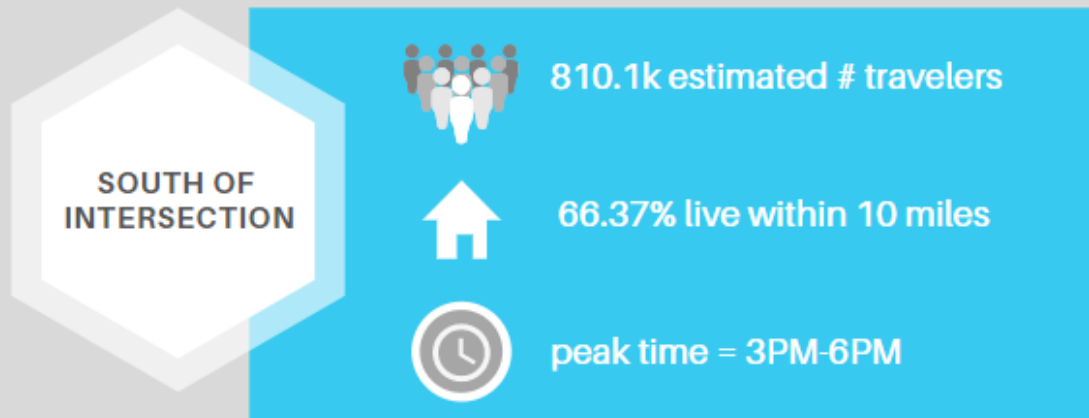 SOUTH OF
INTERSECTION
810.1k estimated # travelers
66.37% live within 10 miles
peak time = 3PM-6PM